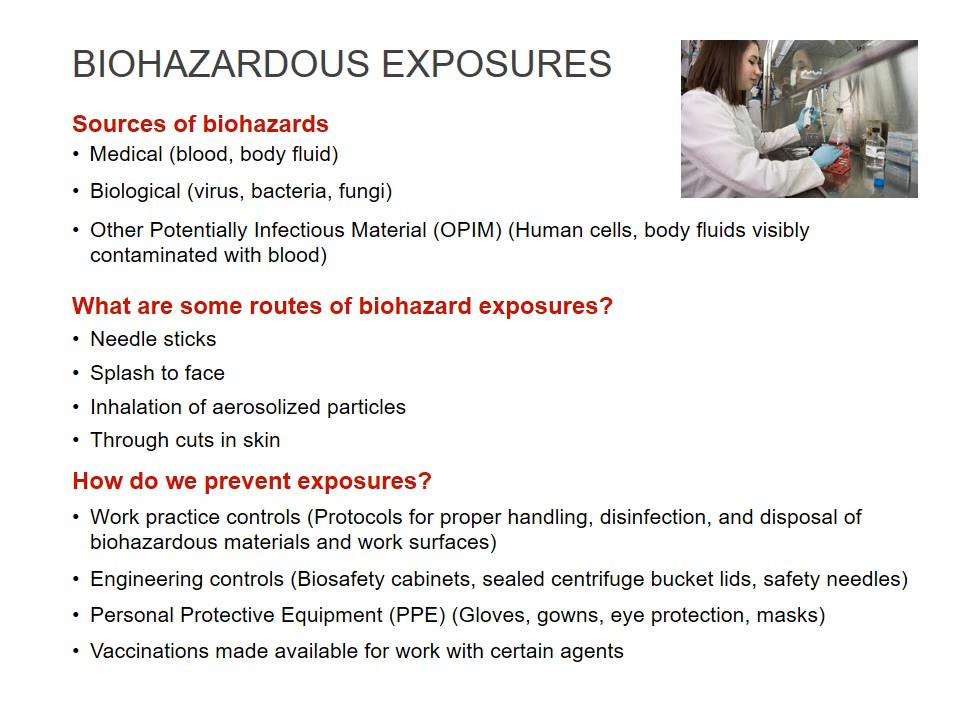 BIOHAZARDOUS EXPOSURES
Sources of biohazards
• Medical (blood, body fluid)
• Biological (virus, bacteria, fungi)
• Other Potentially Infectious Material (OPIM) (Human cells, body fluids visibly
contaminated with blood)
What are some routes of biohazard exposures?
• Needle sticks
• Splash to face
• Inhalation of aerosolized particles
• Through cuts in skin
How do we prevent exposures?
• Work practice controls (Protocols for proper handling, disinfection, and disposal of
biohazardous materials and work surfaces)
• Engineering controls (Biosafety cabinets, sealed centrifuge bucket lids, safety needles)
• Personal Protective Equipment (PPE) (Gloves, gowns, eye protection, masks)
• Vaccinations made available for work with certain agents